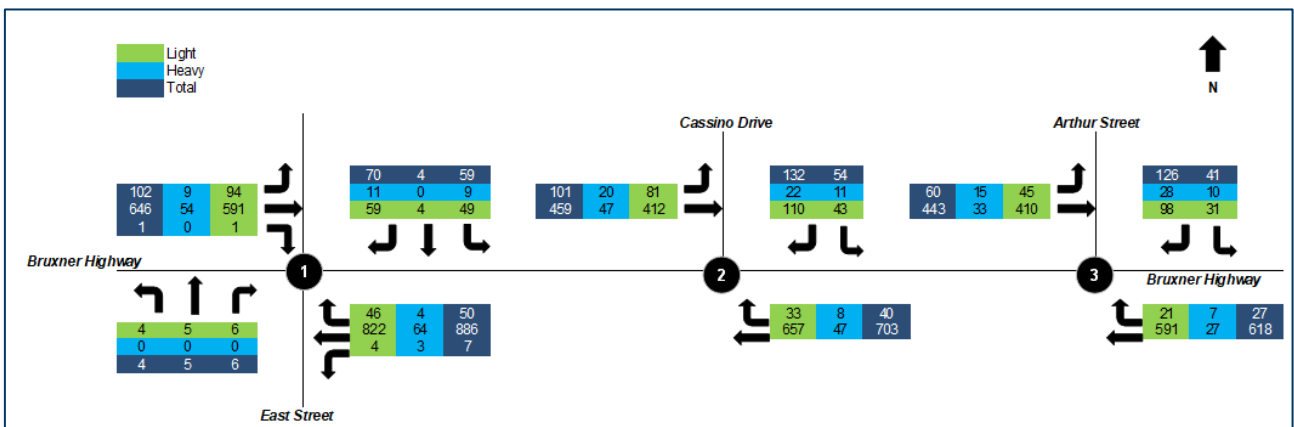 Light
Heavy
Total
N
Cassino Drive
Arthur Street
102 9 94
646 54 591
1 0 1
70 4 59
11 0 9
59 4 49
101 20 81
459 47 412
132 54
22 11
110 43
60 15 45
443 33 410
126 41
28 10
98 31
Bruxner Highway
1
2
3
Bruxner Highway
4 5 6
0 0 0
4 5 6
46 4 50
822 64 886
4 3 7
33 8 40
657 47 703
21 7 27
591 27 618
East Street